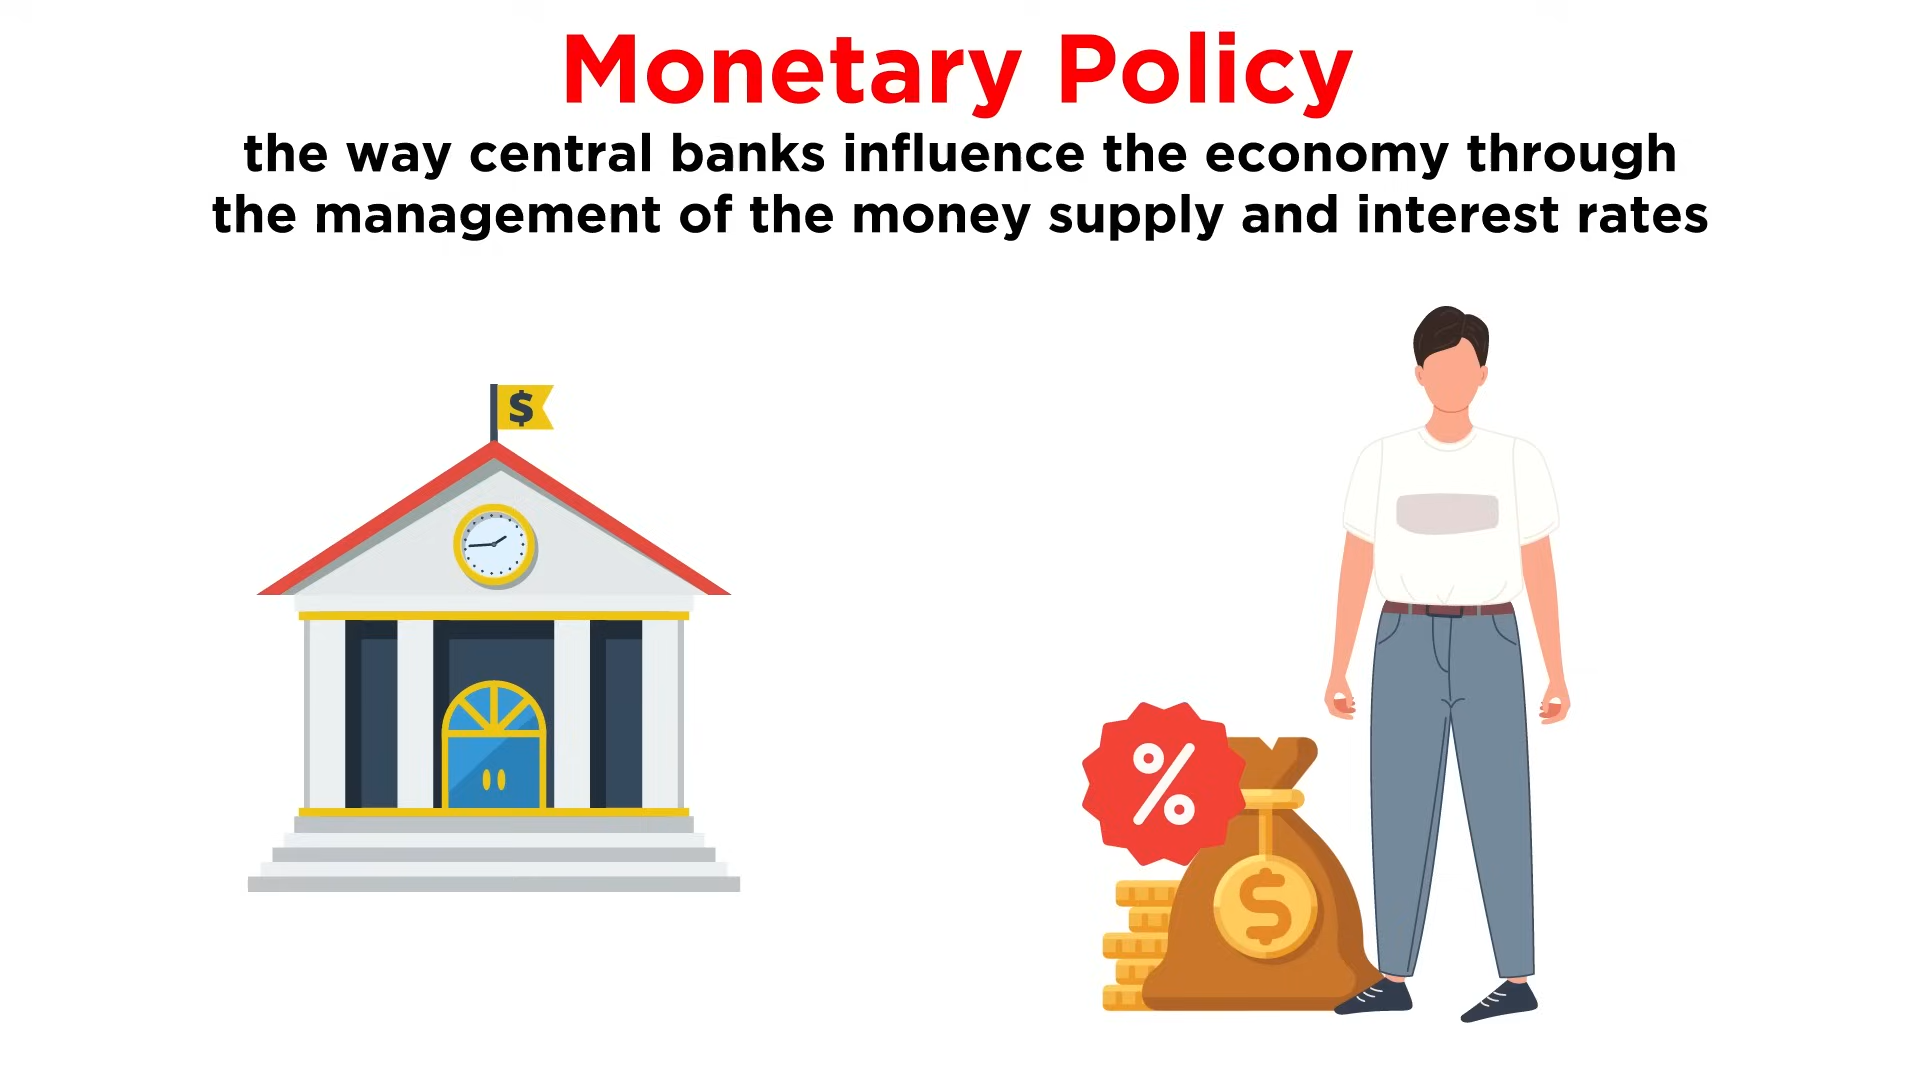 Monetary Policy
the way central banks influence the economy through
the management of the money supply and interest rates
$
%
$